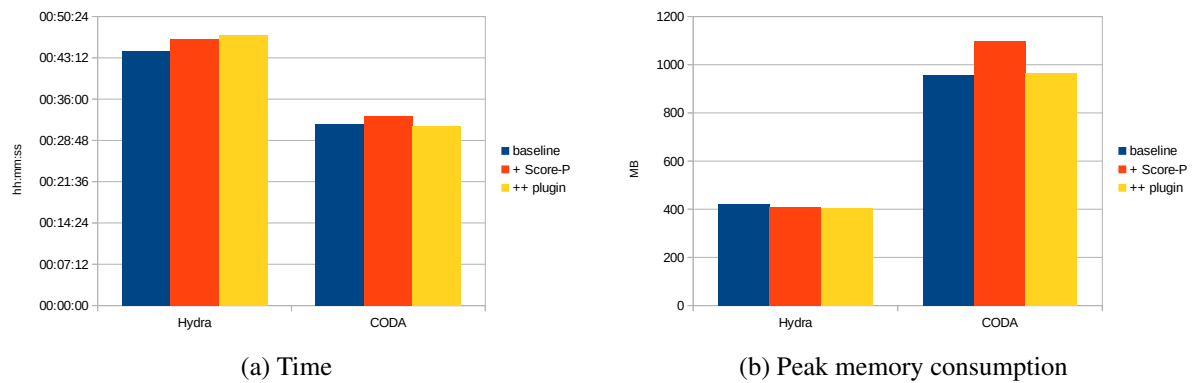 00:50:24
00:43:12
00:36:00
00:28:48
00:21:36
00:14:24
00:07:12
00:00:00
hh:mm:ss
Hydra CODA
baseline
+ Score-P
++ plugin
(a) Time
1200
1000
800
600
400
200
0
MB
Hydra CODA
baseline
+ Score-P
++ plugin
(b) Peak memory consumption